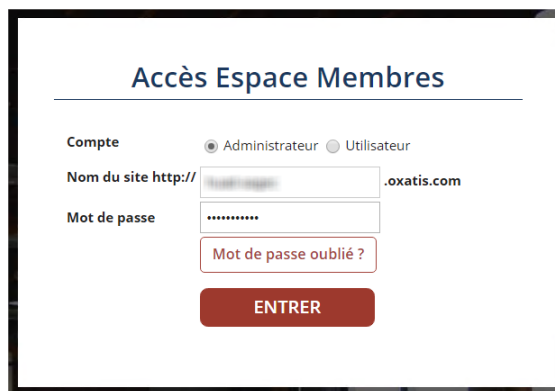 Accès Espace Membres
Compte Administrateur Utilisateur
Nom du site http:// .oxatis.com
Mot de passe •••••••••••
Mot de passe oublié ?
ENTRER